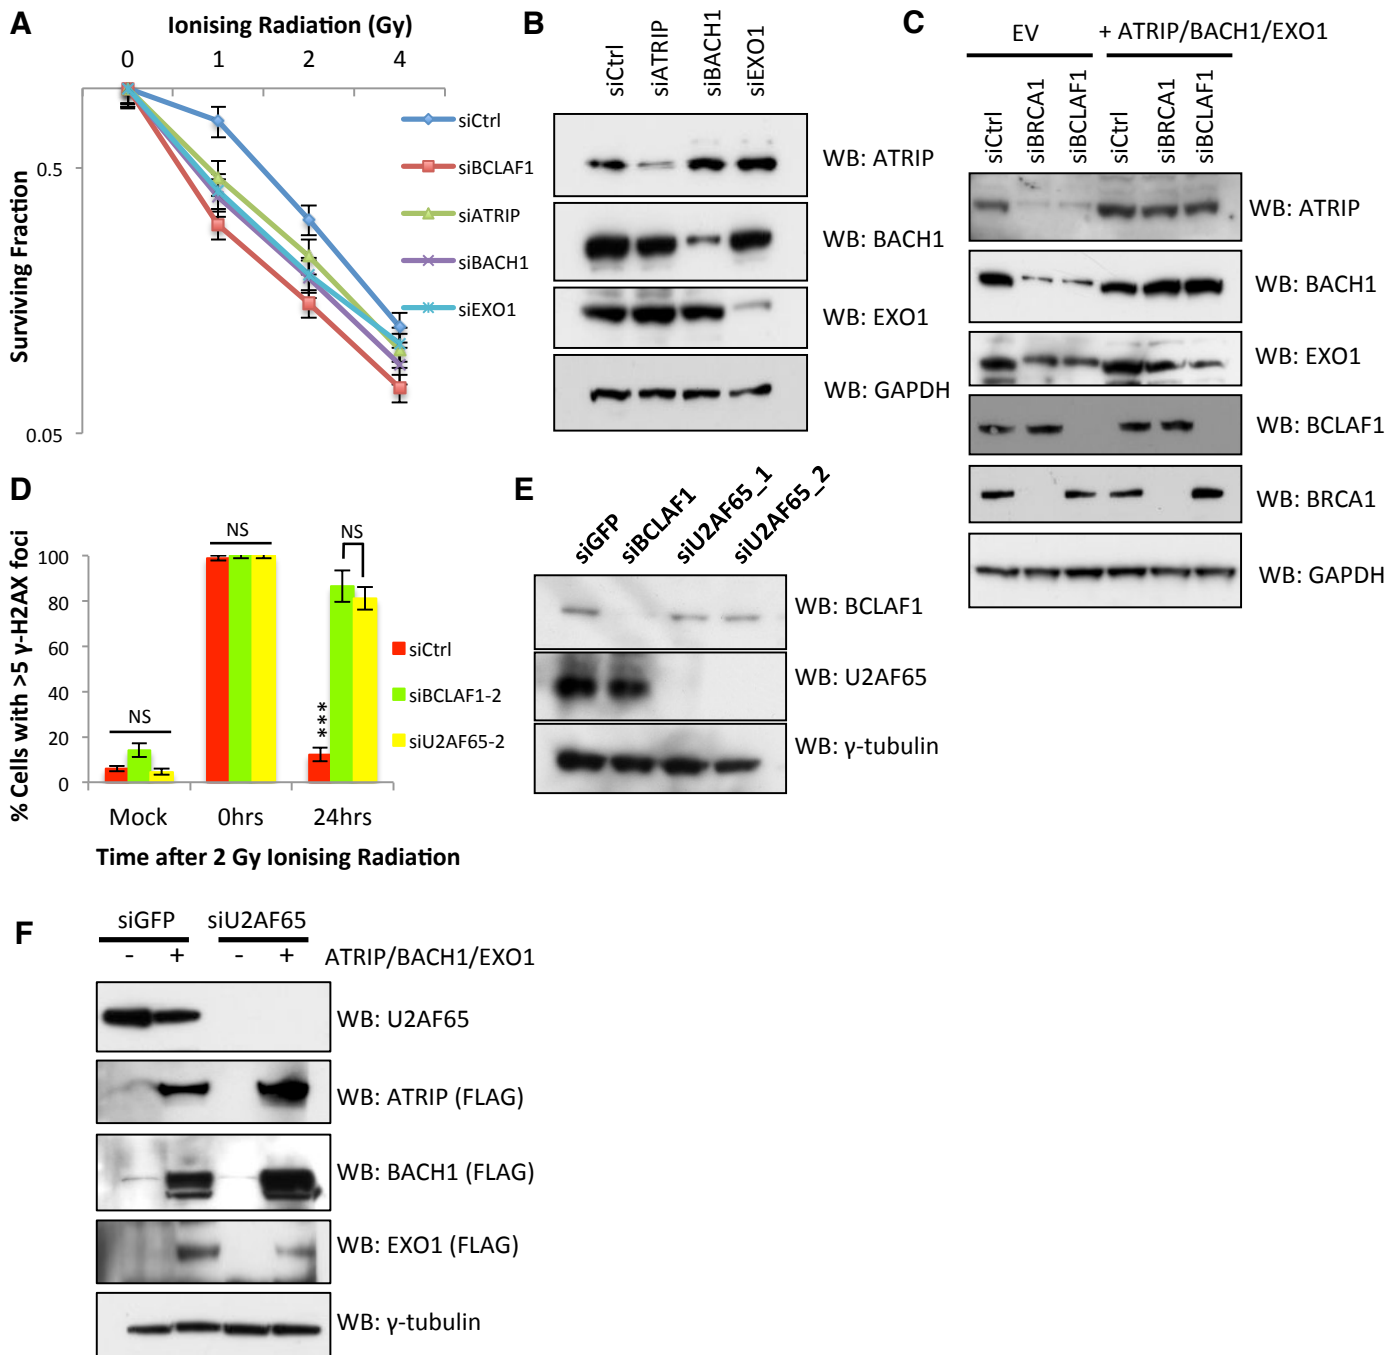 A
Ionising Radiation (Gy)
0 1 2 4
Surviving Fraction
0.5
0.05
siCtrl
siBCLAF1
siATRIP
siBACH1
siEXO1
B
siCtrl siATRIP siBACH1 siEXO1
WB: ATRIP
WB: BACH1
WB: EXO1
WB: GAPDH
C
EV + ATRIP/BACH1/EXO1
siCtrl siBRCA1 siBCLAF1 siCtrl siBRCA1 siBCLAF1
WB: ATRIP
WB: BACH1
WB: EXO1
WB: BCLAF1
WB: BRCA1
WB: GAPDH
D
% Cells with >5 γ-H2AX foci
100
80
60
40
20
0
NS
NS
NS
***
siCtrl
siBCLAF1-2
siU2AF65-2
Mock 0hrs 24hrs
Time after 2 Gy Ionising Radiation
E
siGFP siBCLAF1 siU2AF65_1 siU2AF65_2
WB: BCLAF1
WB: U2AF65
WB: γ-tubulin
F
siGFP siU2AF65
- + - + ATRIP/BACH1/EXO1
WB: U2AF65
WB: ATRIP (FLAG)
WB: BACH1 (FLAG)
WB: EXO1 (FLAG)
WB: γ-tubulin